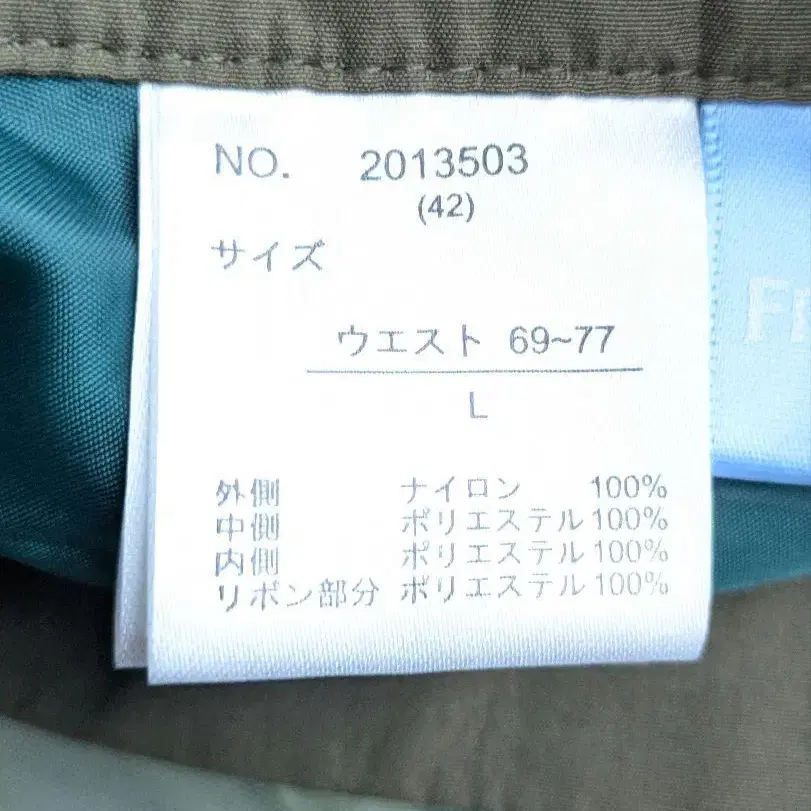 NO. 2013503
(42)
サイズ
ウエスト 69~77
L
外側 ナイロン 100%
中側 ポリエステル 100%
内側 ポリエステル 100%
リボン部分 ポリエステル 100%